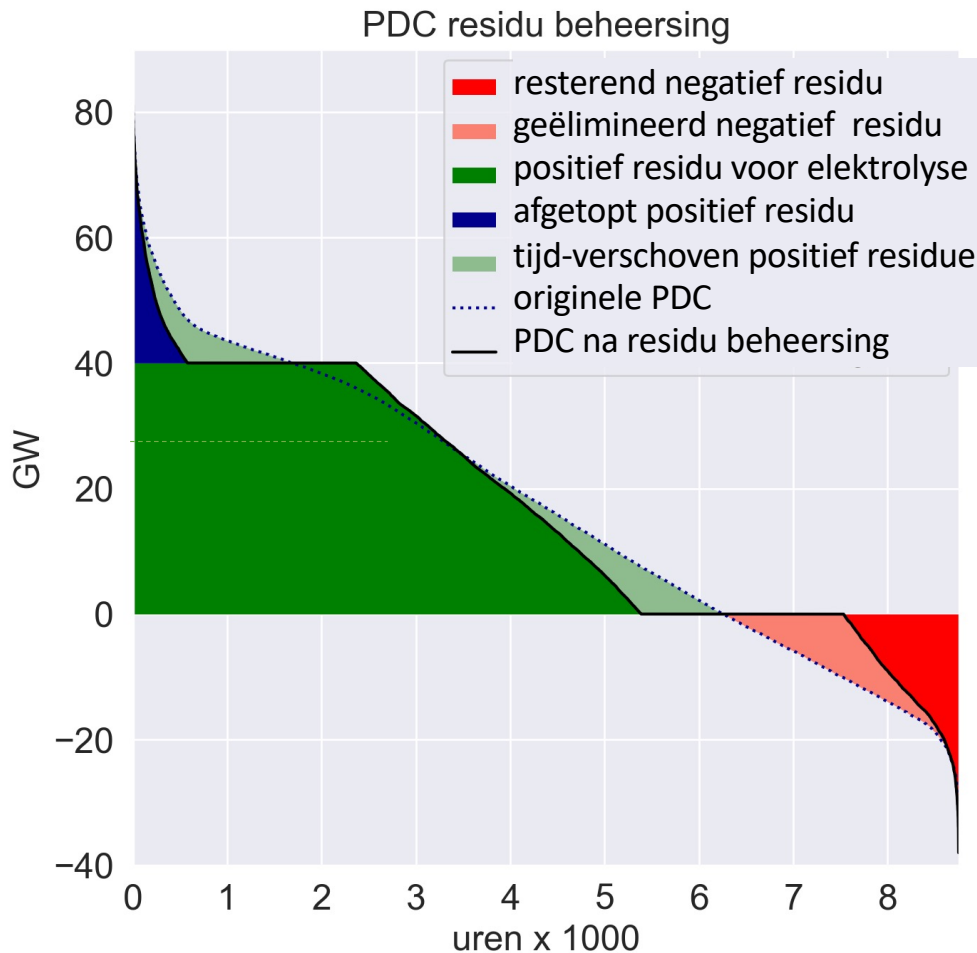 PDC residu beheersing
resterend negatief residu
geëlimineerd negatief residu
positief residu voor elektrolyse
afgetopt positief residu
tijd-verschoven positief residue
originele PDC
PDC na residu beheersing
GW
80
60
40
20
0
−20
−40
0 1 2 3 4 5 6 7 8
uren x 1000